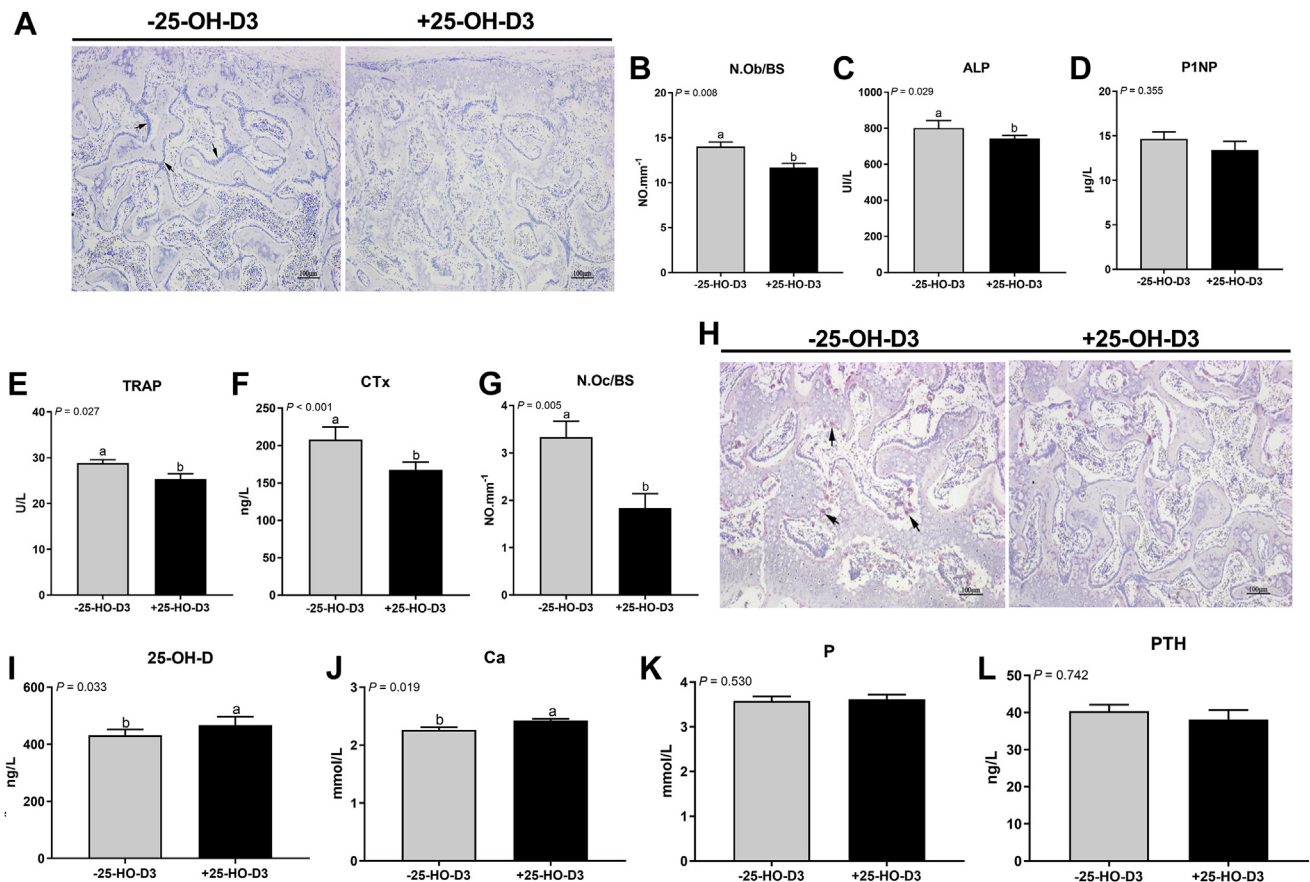 A
-25-OH-D3
+25-OH-D3
100μm
100μm
B
N.Ob/BS
P = 0.008
20
15
10
5
0
NO.mm-1
a
b
-25-HO-D3
+25-HO-D3
C
ALP
P = 0.029
1000
800
600
400
200
0
UI/L
a
b
-25-HO-D3
+25-HO-D3
D
P1NP
P = 0.355
20
15
10
5
0
μg/L
-25-HO-D3
+25-HO-D3
E
TRAP
P = 0.027
40
30
20
10
0
U/L
a
b
-25-HO-D3
+25-HO-D3
F
CTx
P < 0.001
250
200
150
100
50
0
ng/L
a
b
-25-HO-D3
+25-HO-D3
G
N.Oc/BS
P = 0.005
4
3
2
1
0
NO.mm-1
a
b
-25-HO-D3
+25-HO-D3
H
-25-OH-D3
+25-OH-D3
100μm
100μm
I
25-OH-D
P = 0.033
600
400
200
0
ng/L
b
a
-25-HO-D3
+25-HO-D3
J
Ca
P = 0.019
3
2
1
0
mmol/L
b
a
-25-HO-D3
+25-HO-D3
K
P
P = 0.530
4
3
2
1
0
mmol/L
-25-HO-D3
+25-HO-D3
L
PTH
P = 0.742
50
40
30
20
10
0
ng/L
-25-HO-D3
+25-HO-D3